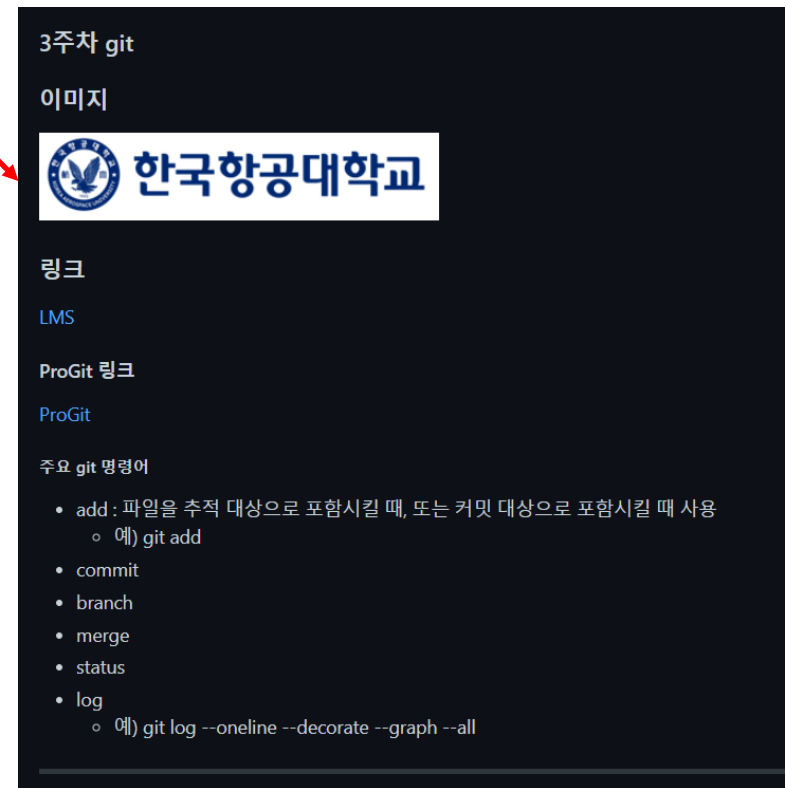 3주차 git
이미지
한국항공대학교
링크
LMS
ProGit 링크
ProGit
주요 git 명령어
add : 파일을 추적 대상으로 포함시킬 때, 또는 커밋 대상으로 포함시킬 때 사용
예) git add
commit
branch
merge
status
log
예) git log --oneline --decorate --graph --all